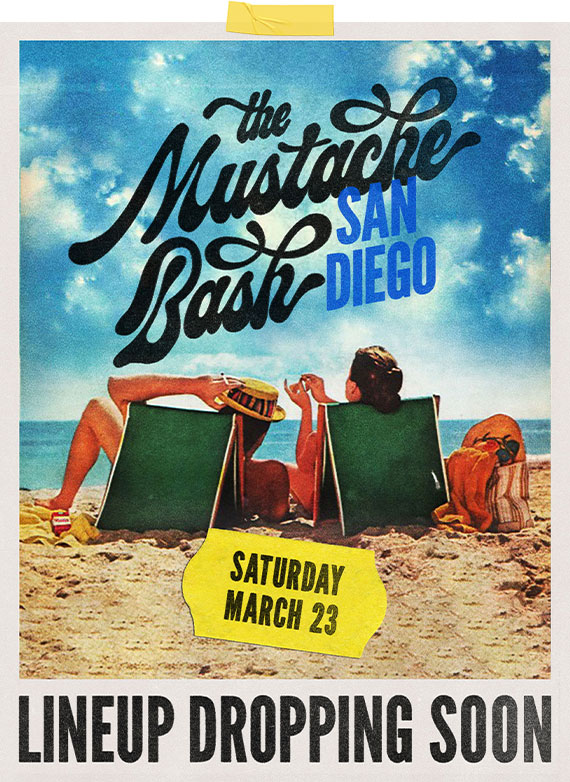 the
Mustache
SAN
Bash
DIEGO
SATURDAY
MARCH 23
LINEUP DROPPING SOON